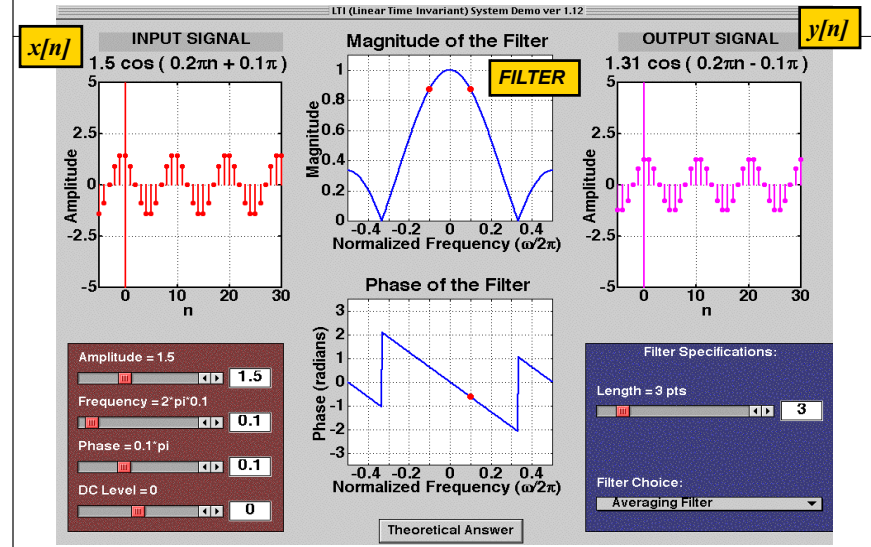 LTI (Linear Time Invariant) System Demo ver 1.12
x[n]
INPUT SIGNAL
1.5 cos ( 0.2πn + 0.1π )
5
2.5
0
-2.5
-5
Amplitude
0 10 20 30
n
Magnitude of the Filter
FILTER
1
0.8
0.6
0.4
0.2
0
Magnitude
-0.4 -0.2 0 0.2 0.4
Normalized Frequency (ω/2π)
y[n]
OUTPUT SIGNAL
1.31 cos ( 0.2πn - 0.1π )
5
2.5
0
-2.5
-5
Amplitude
0 10 20 30
n
Phase of the Filter
3
2
1
0
-1
-2
-3
Phase (radians)
-0.4 -0.2 0 0.2 0.4
Normalized Frequency (ω/2π)
Amplitude = 1.5
1.5
Frequency = 2*pi*0.1
0.1
Phase = 0.1*pi
0.1
DC Level = 0
0
Theoretical Answer
Filter Specifications:
Length = 3 pts
3
Filter Choice:
Averaging Filter